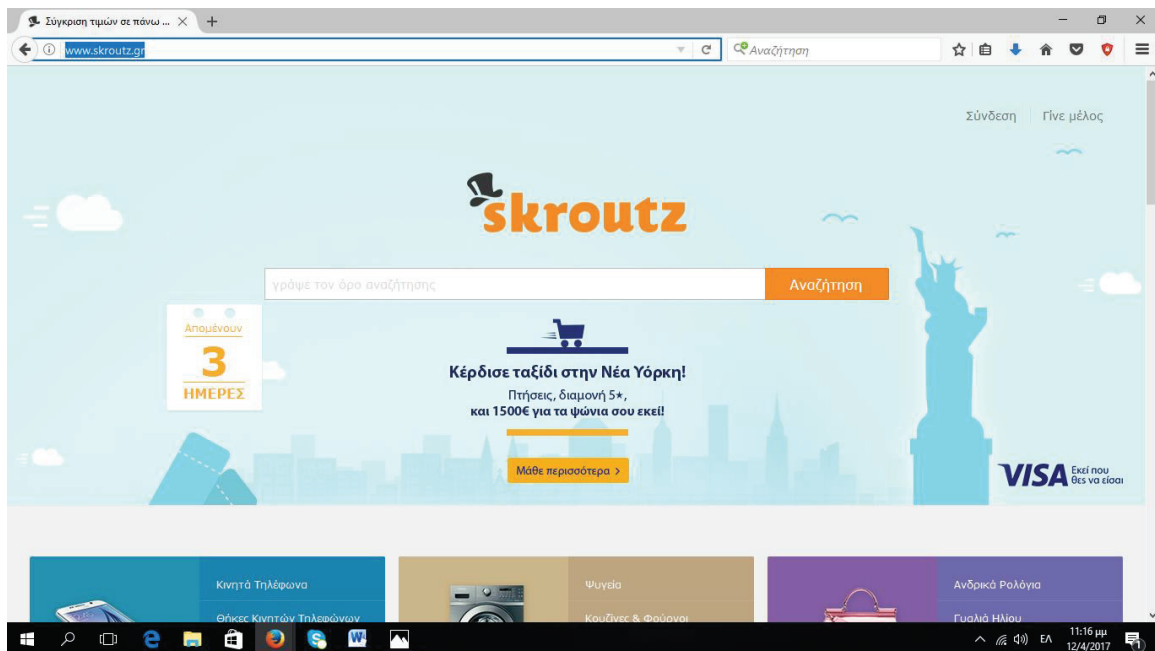 Σύγκριση τιμών σε πάνω ...
www.skroutz.gr
Αναζήτηση
Σύνδεση
Γίνε μέλος
skroutz
γράψε τον όρο αναζήτησης
Αναζήτηση
Απομένουν
3
ΗΜΕΡΕΣ
Κέρδισε ταξίδι στην Νέα Υόρκη!
Πτήσεις, διαμονή 5★,
και 1500€ για τα ψώνια σου εκεί!
Μάθε περισσότερα >
VISA
Εκεί που
θες να είσαι
Κινητά Τηλέφωνα
Θήκες Κινητών Τηλεφώνων
Ψυγεία
Κουζίνες & Φούρνοι
Ανδρικά Ρολόγια
Γυαλιά Ηλίου
ΕΛ
11:16 μμ
12/4/2017
1